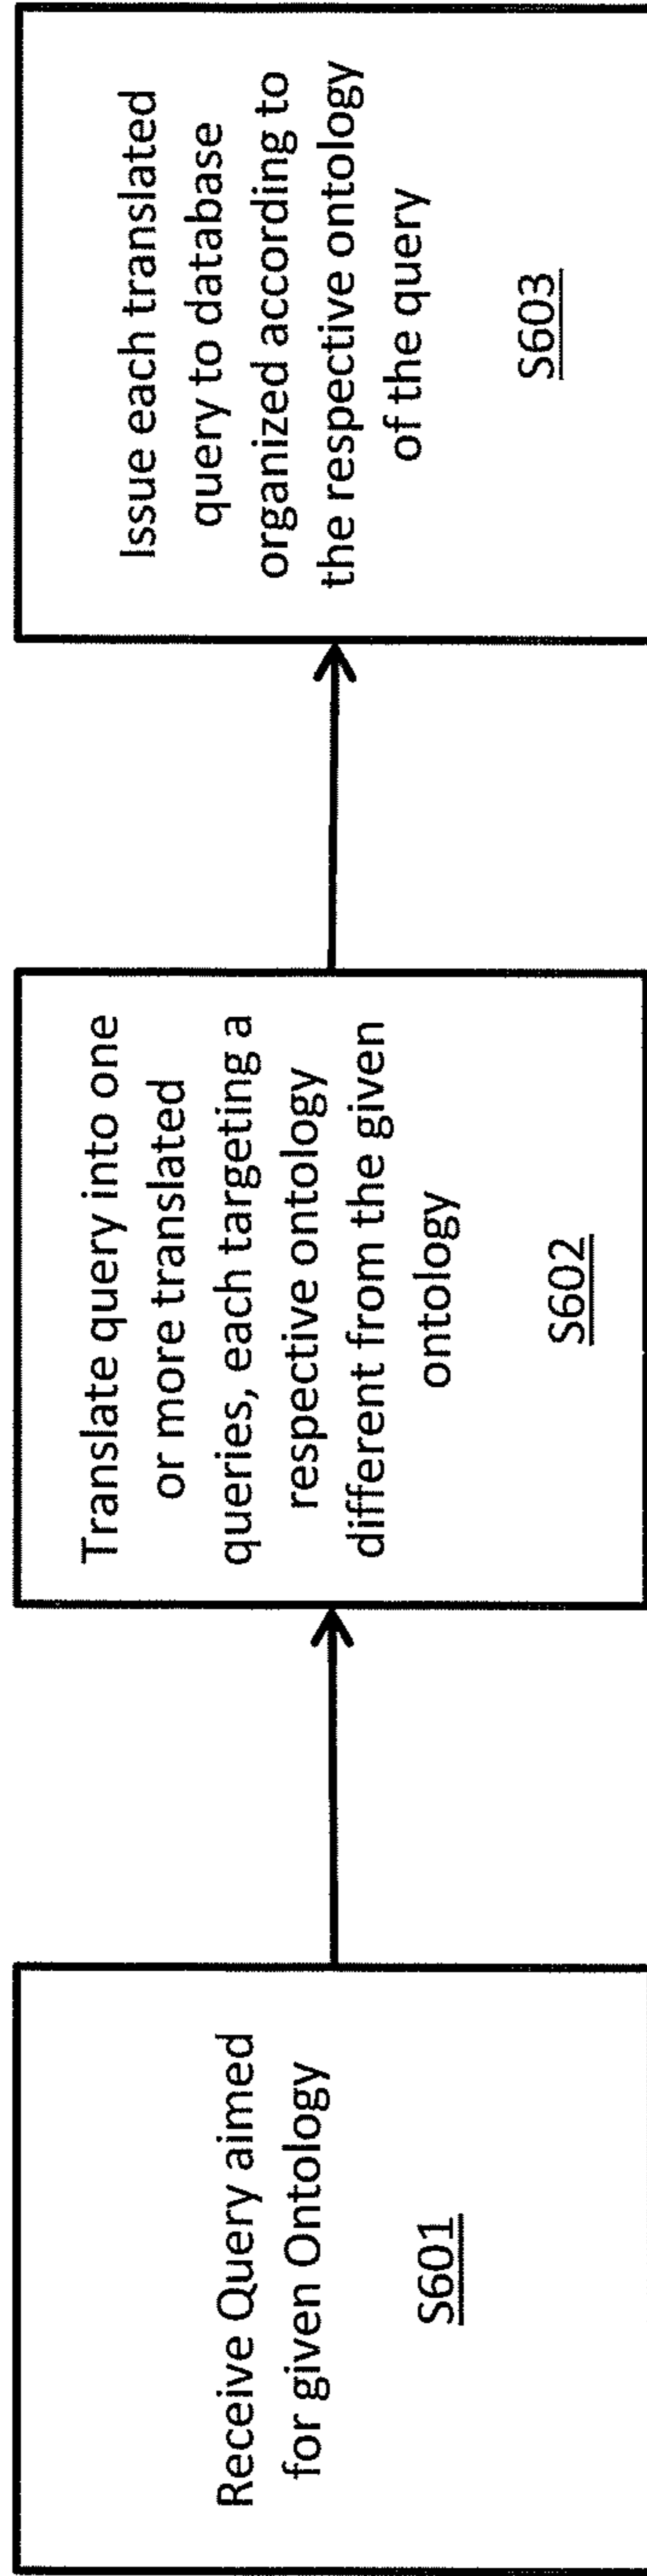 Receive Query aimed
for given Ontology
S601
Translate query into one
or more translated
queries, each targeting a
respective ontology
different from the given
ontology
S602
Issue each translated
query to database
organized according to
the respective ontology
of the query
S603